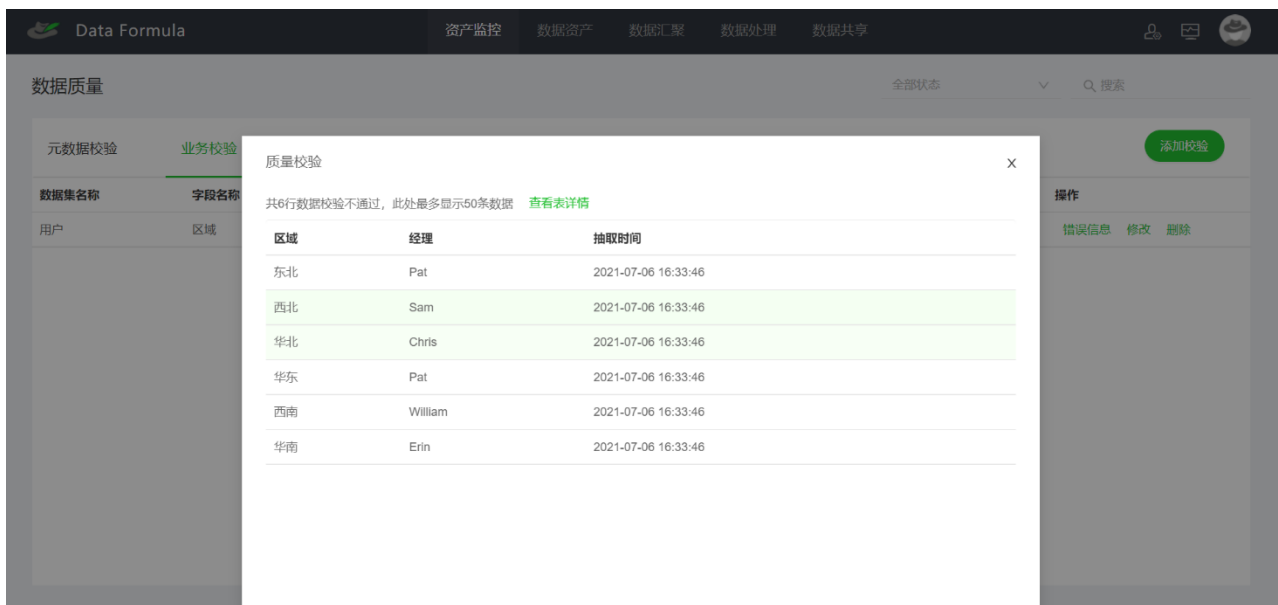 Data Formula 资产监控 数据资产 数据汇聚 数据处理 数据共享
数据质量 全部状态 搜索
元数据校验 业务校验 添加校验
数据集名称 字段名称 操作
用户 区域 错误信息 修改 删除
质量校验 x
共6行数据校验不通过，此处最多显示50条数据 查看表详情
区域 经理 抽取时间
东北 Pat 2021-07-06 16:33:46
西北 Sam 2021-07-06 16:33:46
华北 Chris 2021-07-06 16:33:46
华东 Pat 2021-07-06 16:33:46
西南 William 2021-07-06 16:33:46
华南 Erin 2021-07-06 16:33:46